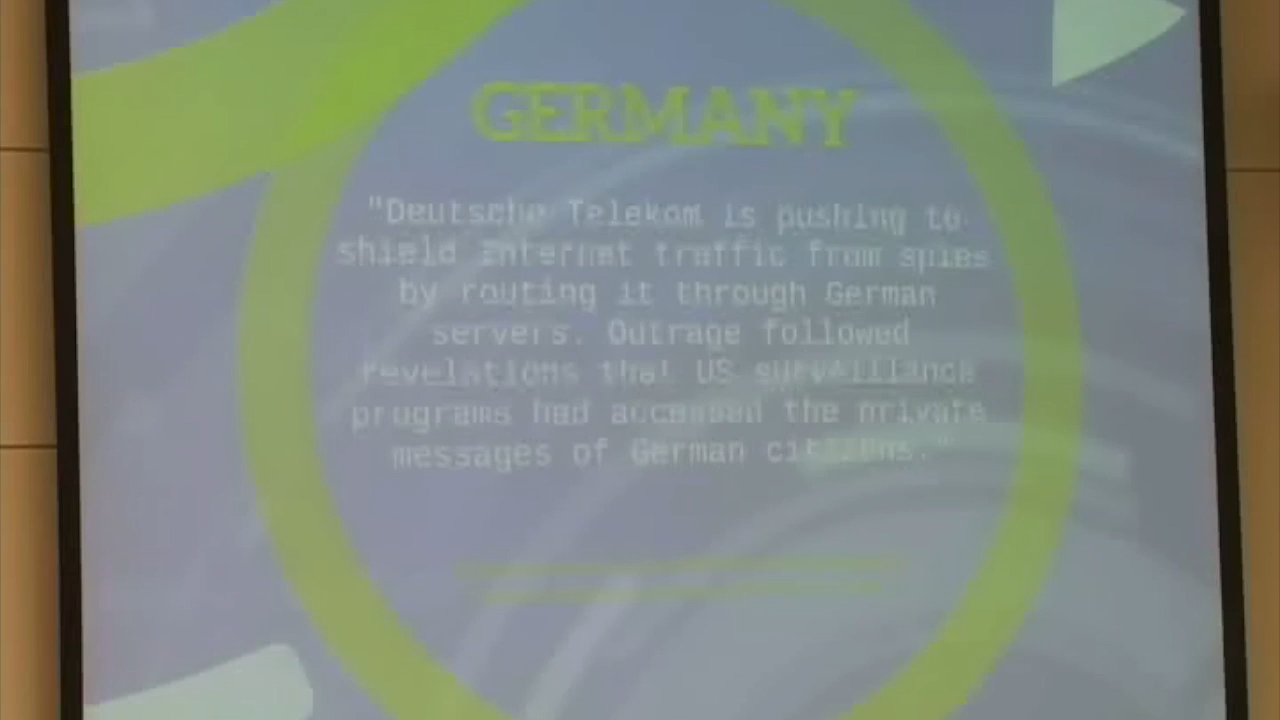 GERMANY
"Deutsche Telekom is pushing to
shield Internet traffic from spies
by routing it through German
servers. Outrage followed
revelations that US surveillance
programs had accessed the private
messages of German citizens."